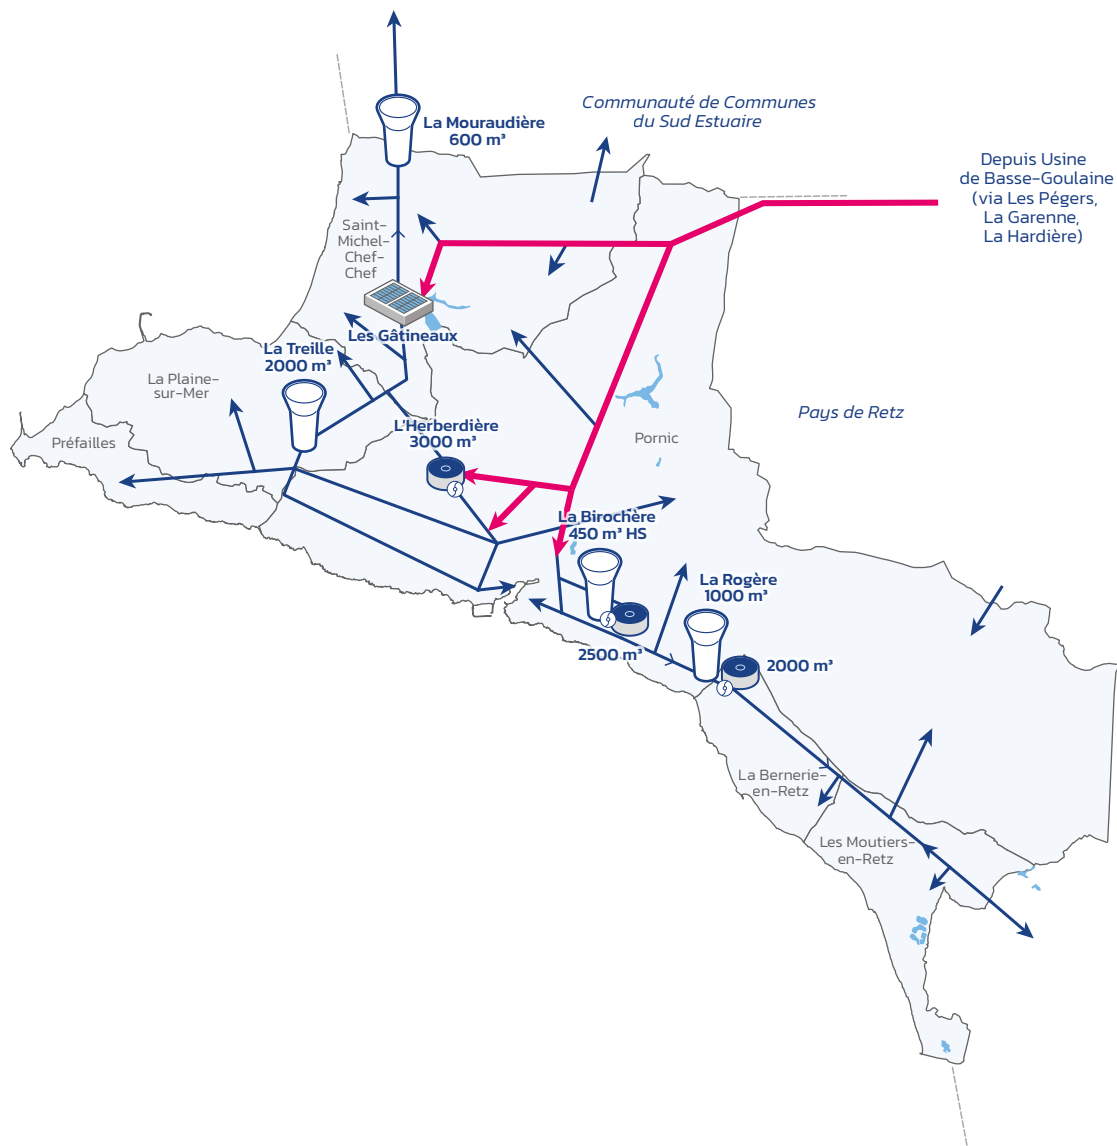 La Mouraudière
600 m³
Communauté de Communes
du Sud Estuaire
Depuis Usine
de Basse-Goulaine
(via Les Pégers,
La Garenne,
La Hardière)
Saint-
Michel-
Chef-
Chef
Les Gâtineaux
La Treille
2000 m³
La Plaine-
sur-Mer
Préfailles
L'Herberdière
3000 m³
Pornic
Pays de Retz
La Birochère
450 m³ HS
La Rogère
1000 m³
2500 m³
2000 m³
La Bernerie-
en-Retz
Les Moutiers-
en-Retz